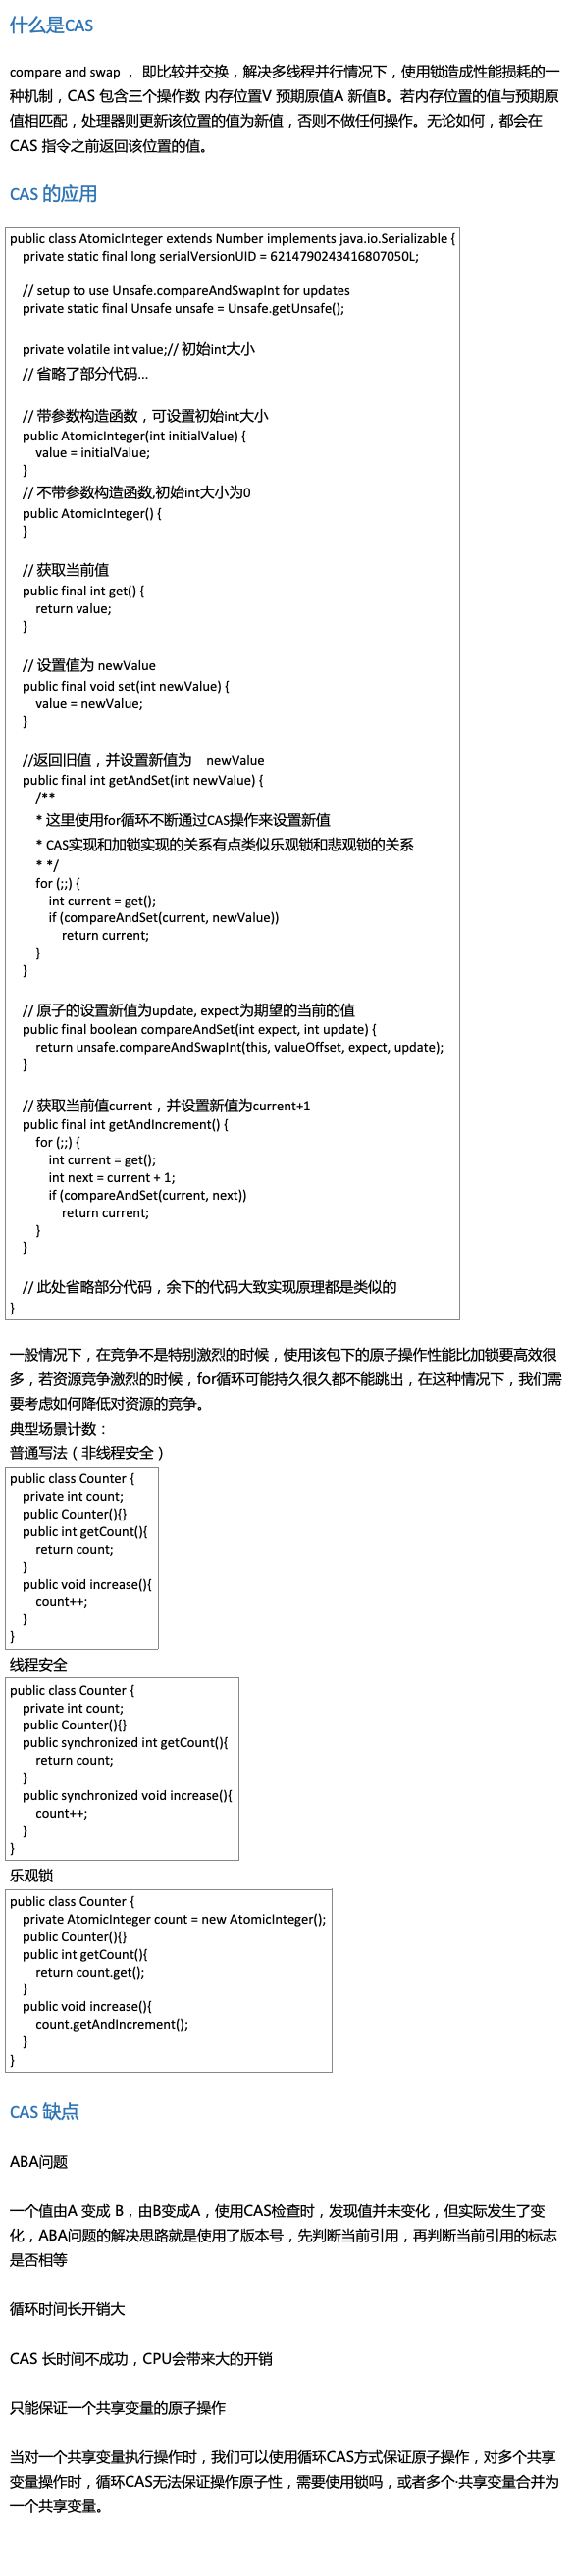 什么是CAS
compare and swap ， 即比较并交换，解决多线程并行情况下，使用锁造成性能损耗的一
种机制，CAS 包含三个操作数 内存位置V 预期原值A 新值B。若内存位置的值与预期原
值相匹配，处理器则更新该位置的值为新值，否则不做任何操作。无论如何，都会在
CAS 指令之前返回该位置的值。
CAS 的应用
public class AtomicInteger extends Number implements java.io.Serializable {
private static final long serialVersionUID = 6214790243416807050L;
// setup to use Unsafe.compareAndSwapInt for updates
private static final Unsafe unsafe = Unsafe.getUnsafe();
private volatile int value;// 初始int大小
// 省略了部分代码...
// 带参数构造函数，可设置初始int大小
public AtomicInteger(int initialValue) {
value = initialValue;
}
// 不带参数构造函数,初始int大小为0
public AtomicInteger() {
}
// 获取当前值
public final int get() {
return value;
}
// 设置值为 newValue
public final void set(int newValue) {
value = newValue;
}
//返回旧值，并设置新值为　newValue
public final int getAndSet(int newValue) {
/**
* 这里使用for循环不断通过CAS操作来设置新值
* CAS实现和加锁实现的关系有点类似乐观锁和悲观锁的关系
* */
for (;;) {
int current = get();
if (compareAndSet(current, newValue))
return current;
}
}
// 原子的设置新值为update, expect为期望的当前的值
public final boolean compareAndSet(int expect, int update) {
return unsafe.compareAndSwapInt(this, valueOffset, expect, update);
}
// 获取当前值current，并设置新值为current+1
public final int getAndIncrement() {
for (;;) {
int current = get();
int next = current + 1;
if (compareAndSet(current, next))
return current;
}
}
// 此处省略部分代码，余下的代码大致实现原理都是类似的
}
一般情况下，在竞争不是特别激烈的时候，使用该包下的原子操作性能比加锁要高效很
多，若资源竞争激烈的时候，for循环可能持久很久都不能跳出，在这种情况下，我们需
要考虑如何降低对资源的竞争。
典型场景计数：
普通写法（非线程安全）
public class Counter {
private int count;
public Counter(){}
public int getCount(){
return count;
}
public void increase(){
count++;
}
}
线程安全
public class Counter {
private int count;
public Counter(){}
public synchronized int getCount(){
return count;
}
public synchronized void increase(){
count++;
}
}
乐观锁
public class Counter {
private AtomicInteger count = new AtomicInteger();
public Counter(){}
public int getCount(){
return count.get();
}
public void increase(){
count.getAndIncrement();
}
}
CAS 缺点
ABA问题
一个值由A 变成 B，由B变成A，使用CAS检查时，发现值并未变化，但实际发生了变
化，ABA问题的解决思路就是使用了版本号，先判断当前引用，再判断当前引用的标志
是否相等
循环时间长开销大
CAS 长时间不成功，CPU会带来大的开销
只能保证一个共享变量的原子操作
当对一个共享变量执行操作时，我们可以使用循环CAS方式保证原子操作，对多个共享
变量操作时，循环CAS无法保证操作原子性，需要使用锁吗，或者多个·共享变量合并为
一个共享变量。